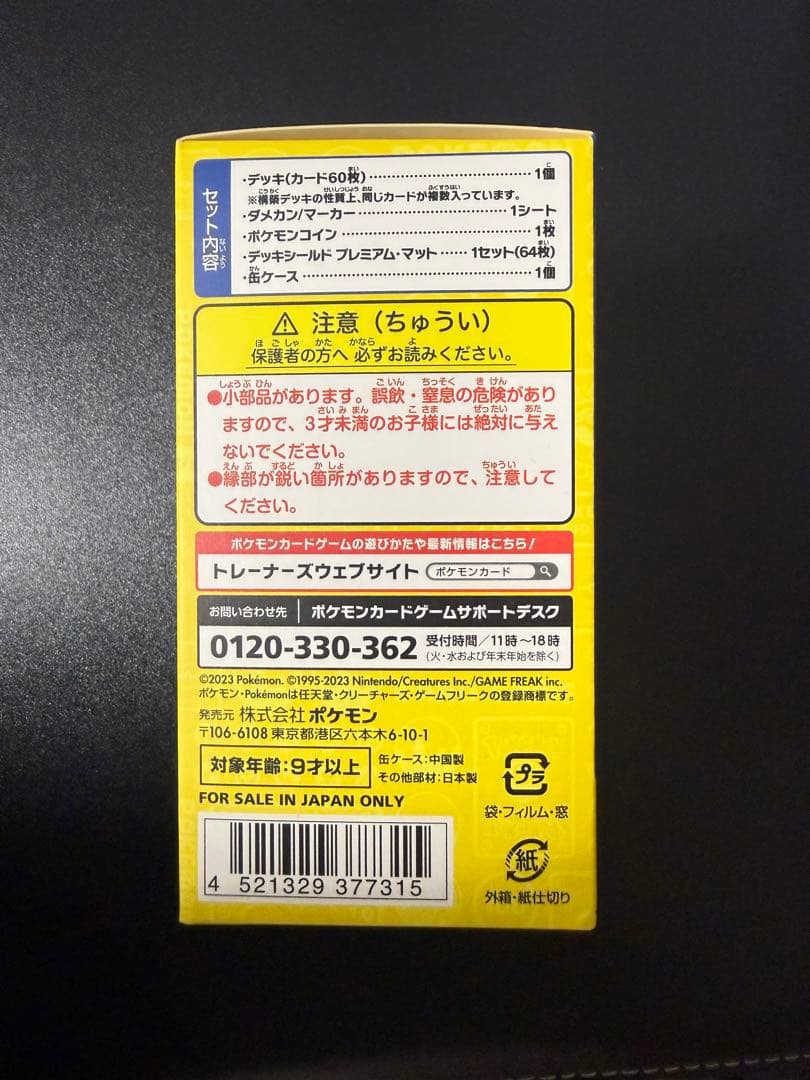 セット内容
・デッキ(カード60枚)……………………………1個
※構築デッキの性質上、同じカードが複数入っています。
・ダメカン/マーカー……………………………1シート
・ポケモンコイン……………………………1枚
・デッキシールド プレミアム・マット……1セット(64枚)
・缶ケース……………………………1個
⚠ 注意(ちゅうい)
保護者の方へ 必ずお読みください。
●小部品があります。誤飲・窒息の危険があり
ますので、3才未満のお子様には絶対に与え
ないでください。
●縁部が鋭い箇所がありますので、注意して
ください。
ポケモンカードゲームの遊びかたや最新情報はこちら!
トレーナーズウェブサイト ポケモンカード
お問い合わせ先 ポケモンカードゲームサポートデスク
0120-330-362 受付時間/11時〜18時
(火・水および年末年始を除く)
©2023 Pokémon. ©1995-2023 Nintendo/Creatures Inc./GAME FREAK inc.
ポケモン・Pokémonは任天堂・クリーチャーズ・ゲームフリークの登録商標です。
発売元 株式会社ポケモン
〒106-6108 東京都港区六本木6-10-1
対象年齢:9才以上
缶ケース:中国製
その他部材:日本製
FOR SALE IN JAPAN ONLY
プラ
袋・フィルム・窓
紙
外箱・紙仕切り
4 521329 377315